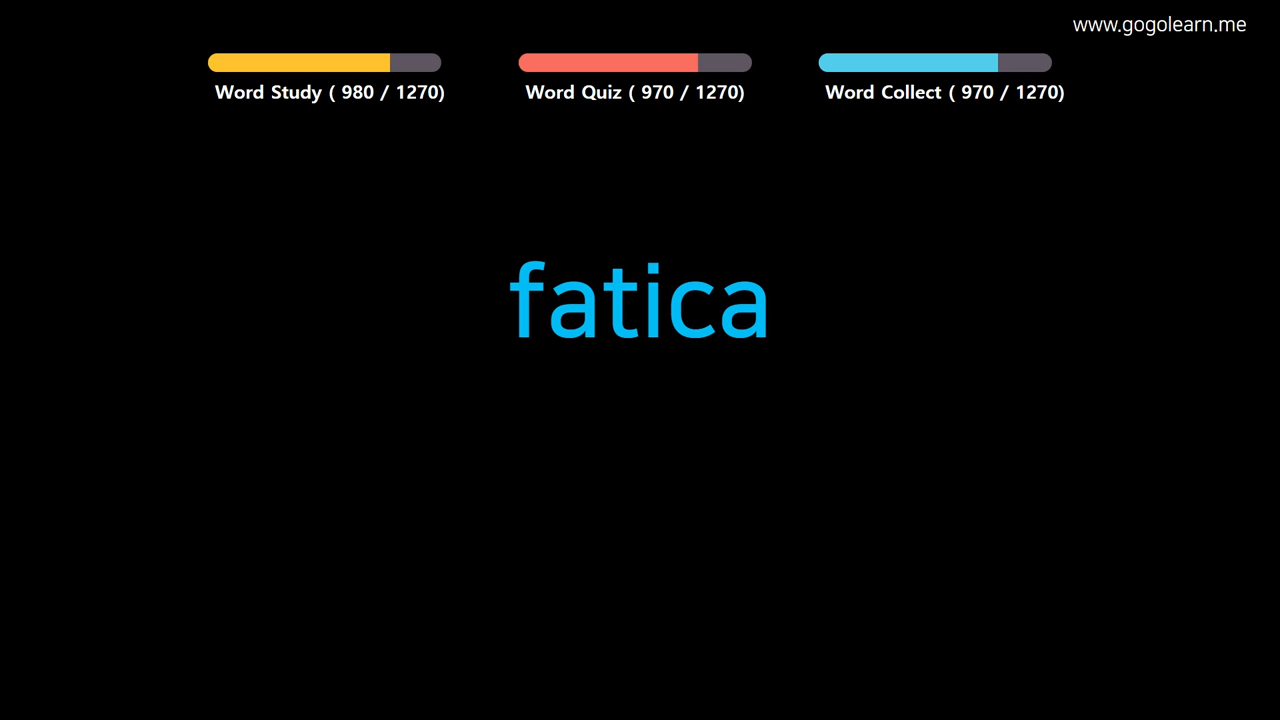 www.gogolearn.me
Word Study ( 980 / 1270)
Word Quiz ( 970 / 1270)
Word Collect ( 970 / 1270)
fatica